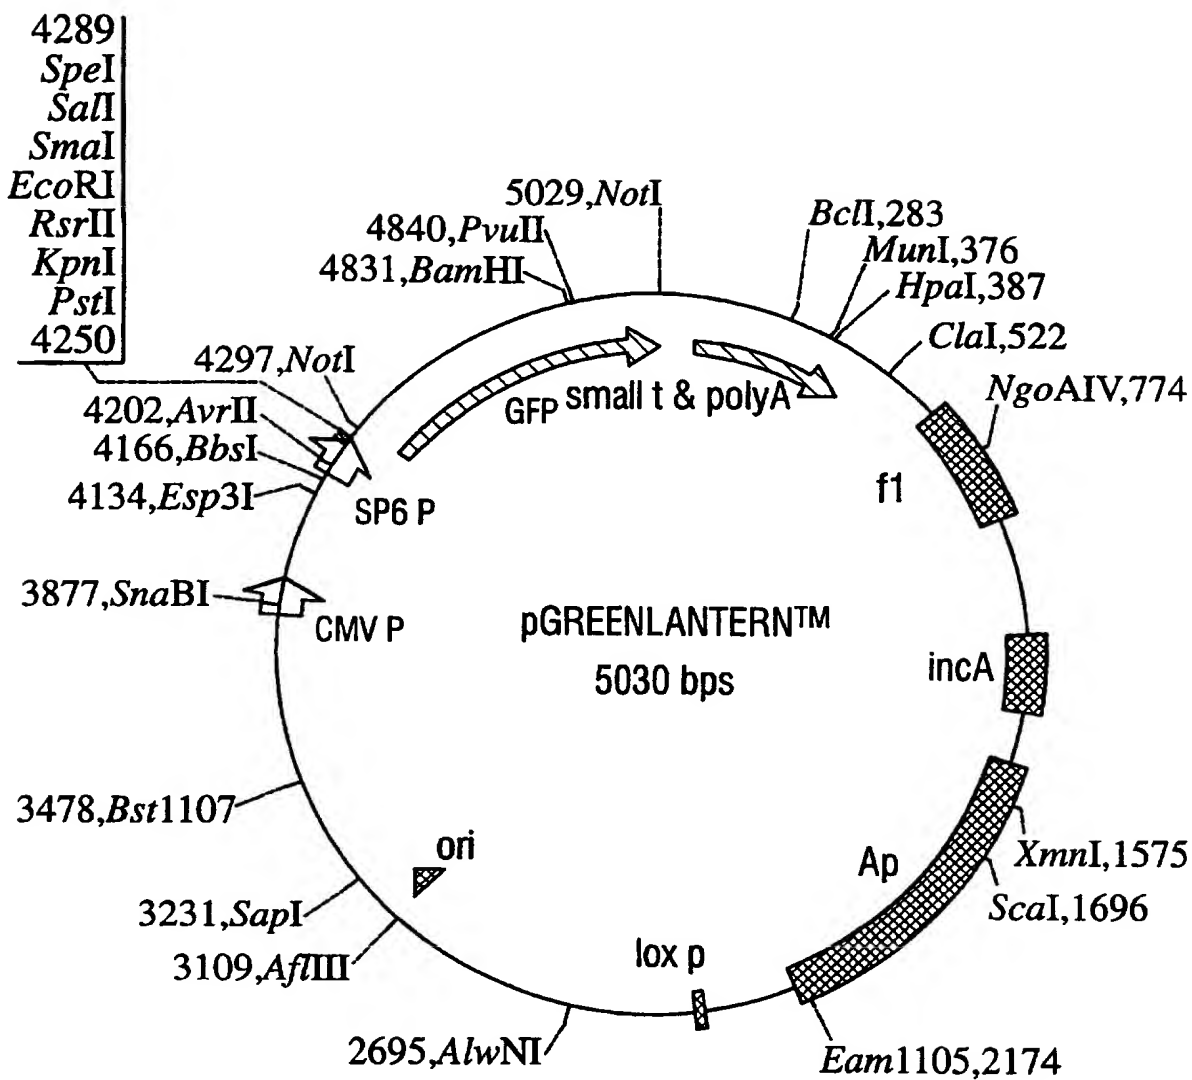 4289
SpeI
SalI
SmaI
EcoRI
RsrII
KpnI
PstI
4250
5029,NotI
4840,PvuII
4831,BamHI
BclI,283
MunI,376
HpaI,387
ClaI,522
NgoAIV,774
4297,NotI
4202,AvrII
4166,BbsI
4134,Esp3I
GFP
small t & polyA
SP6 P
f1
3877,SnaBI
CMV P
pGREENLANTERN™
5030 bps
incA
3478,Bst1107
ori
Ap
XmnI,1575
ScaI,1696
3231,SapI
3109,AflIII
lox p
2695,AlwNI
Eam1105,2174